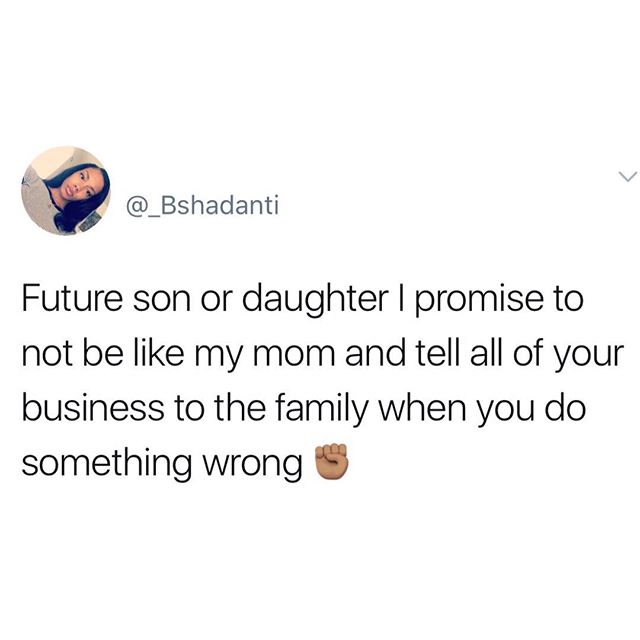 @_Bshadanti
Future son or daughter I promise to
not be like my mom and tell all of your
business to the family when you do
something wrong ✊🏾